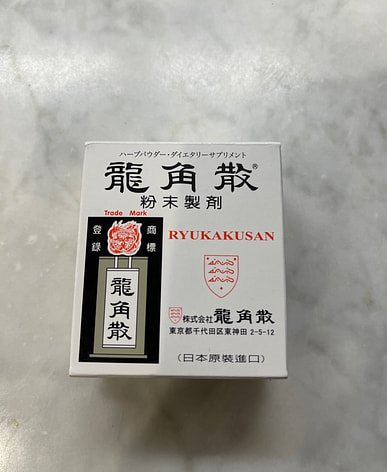 ハーブパウダー・ダイエタリーサプリメント
龍角散®
粉末製剤
Trade Mark
登録
商標
龍角散
RYUKAKUSAN
株式会社 龍角散
東京都千代田区東神田 2-5-12
(日本原裝進口)